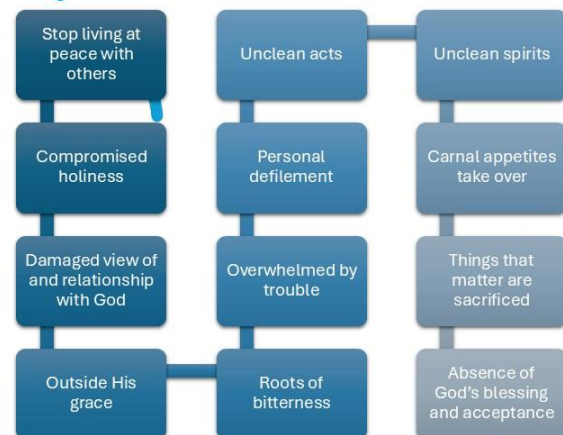 Stop living at
peace with
others
Compromised
holiness
Damaged view of
and relationship
with God
Outside His
grace
Roots of
bitterness
Overwhelmed by
trouble
Personal
defilement
Unclean acts
Unclean spirits
Carnal appetites
take over
Things that
matter are
sacrificed
Absence of
God's blessing
and acceptance